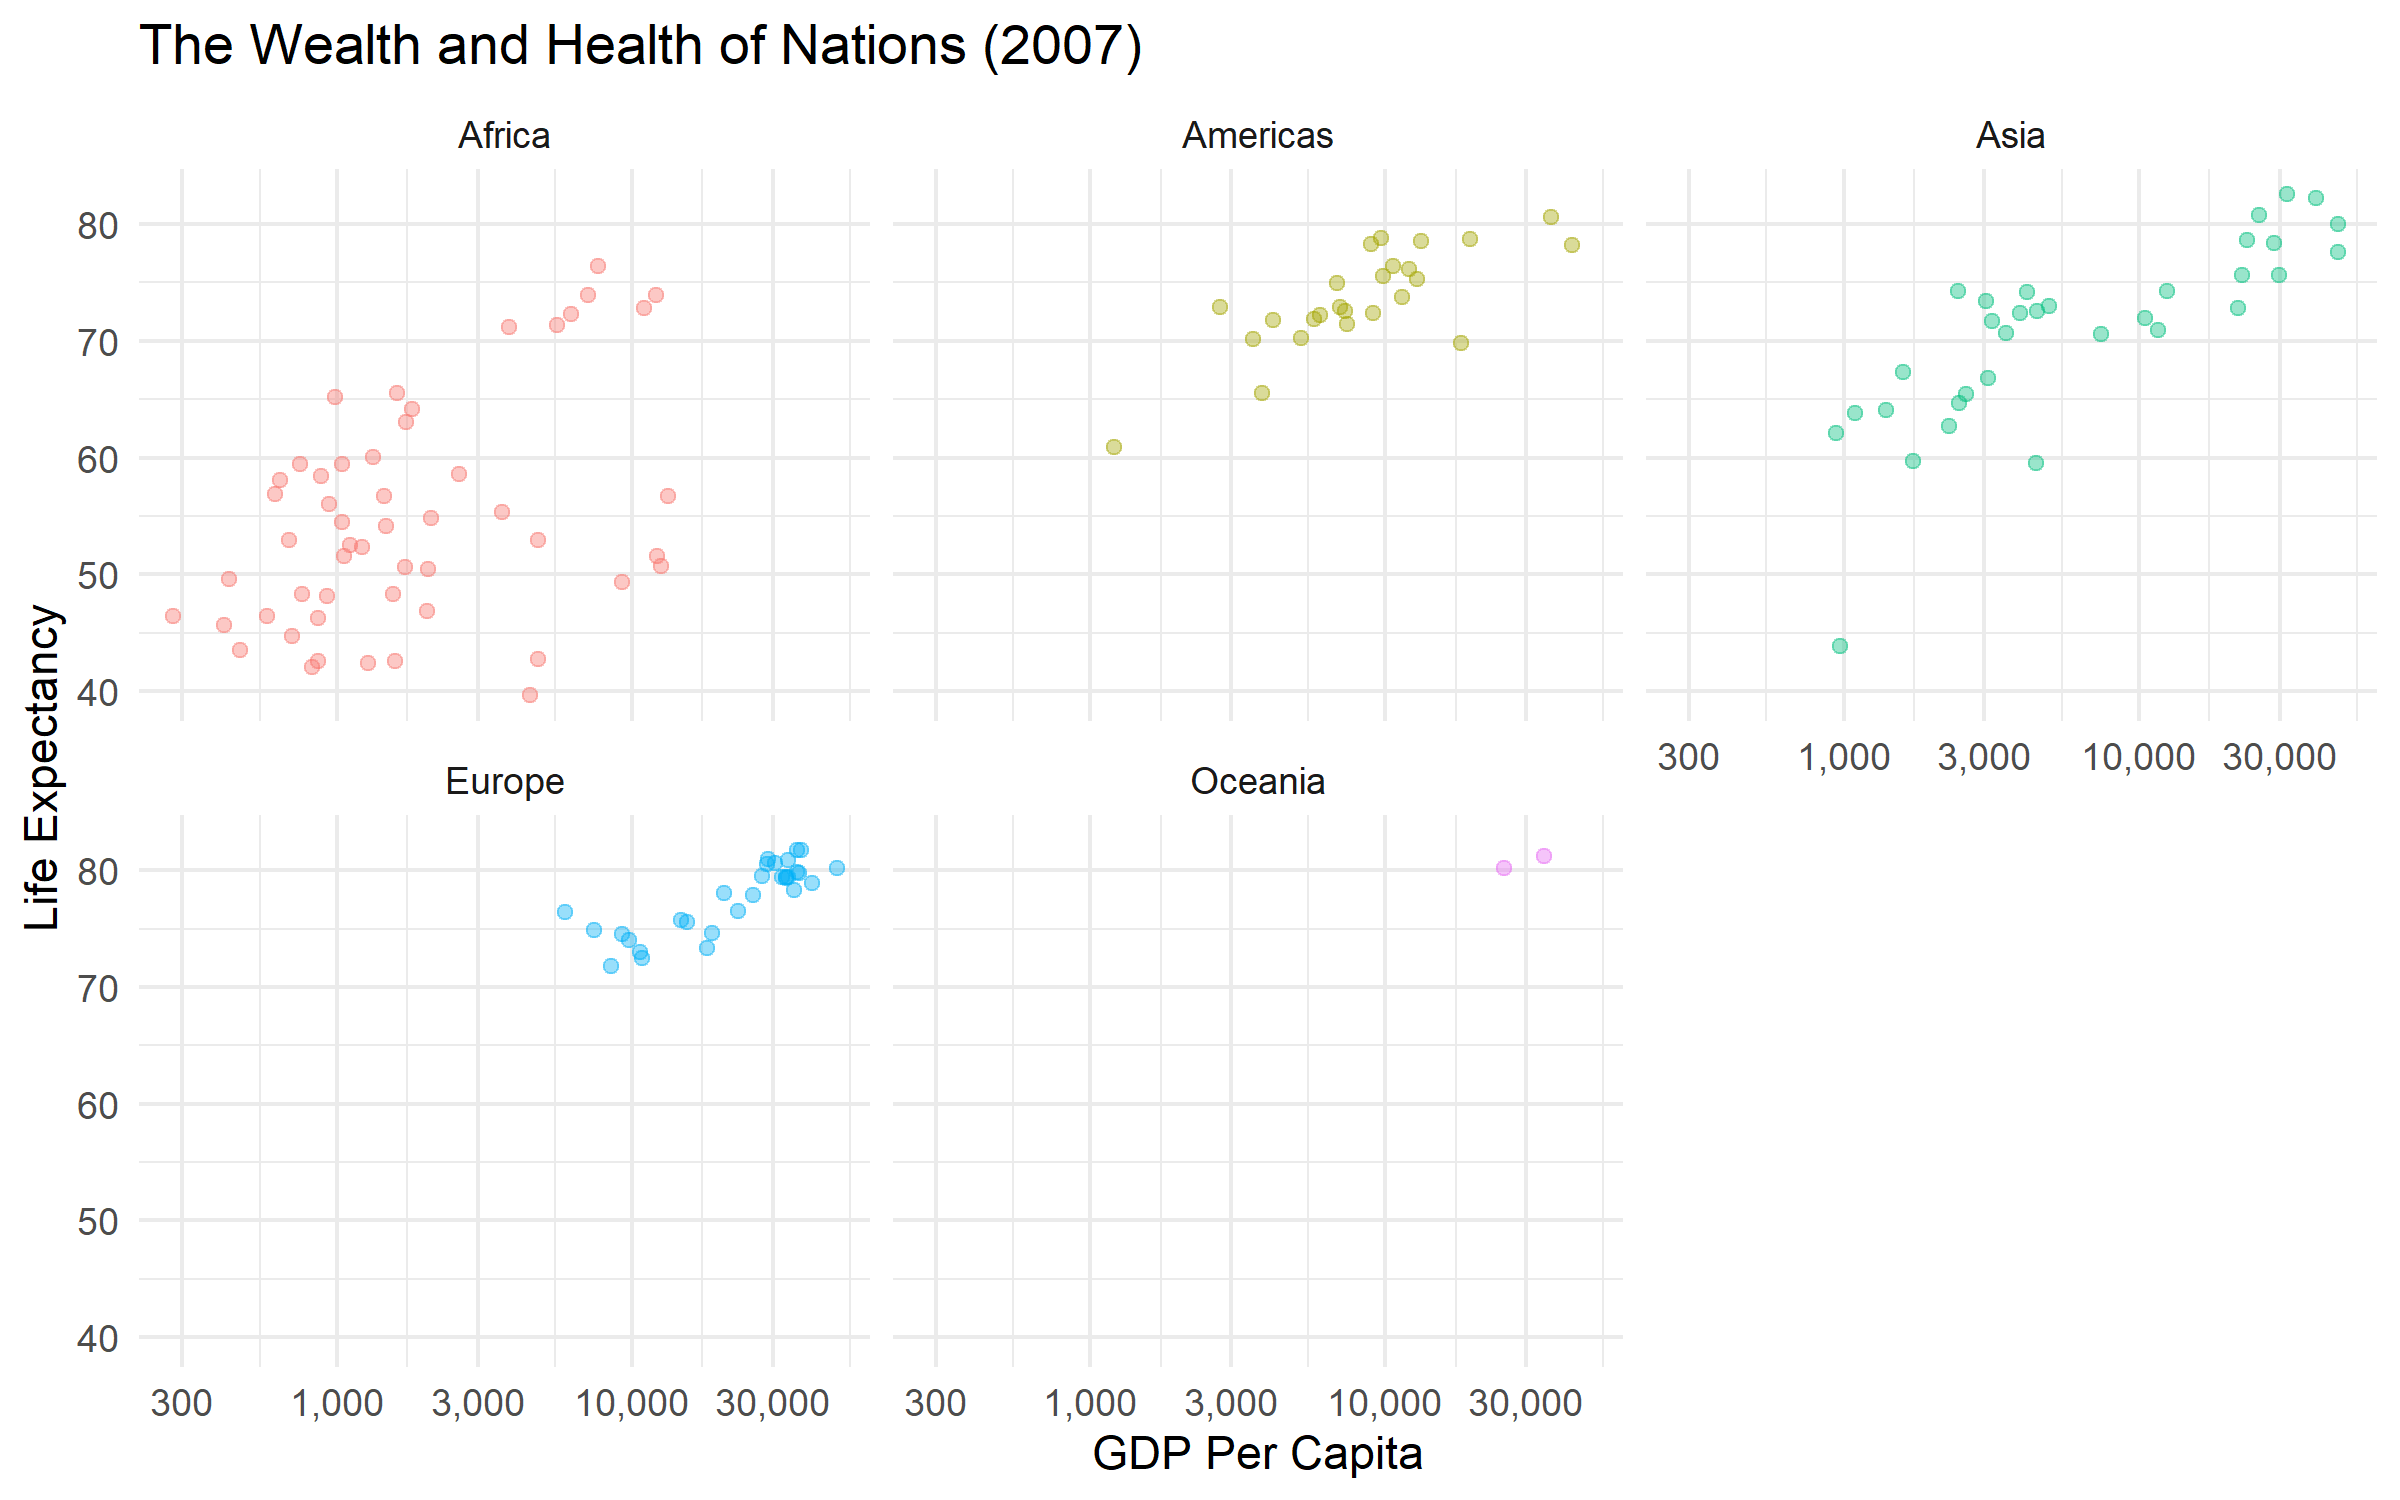 The Wealth and Health of Nations (2007)
Africa
Americas
Asia
80
70
60
50
40
300 1,000 3,000 10,000 30,000
Europe
Oceania
80
70
60
50
40
300 1,000 3,000 10,000 30,000
300 1,000 3,000 10,000 30,000
Life Expectancy
GDP Per Capita